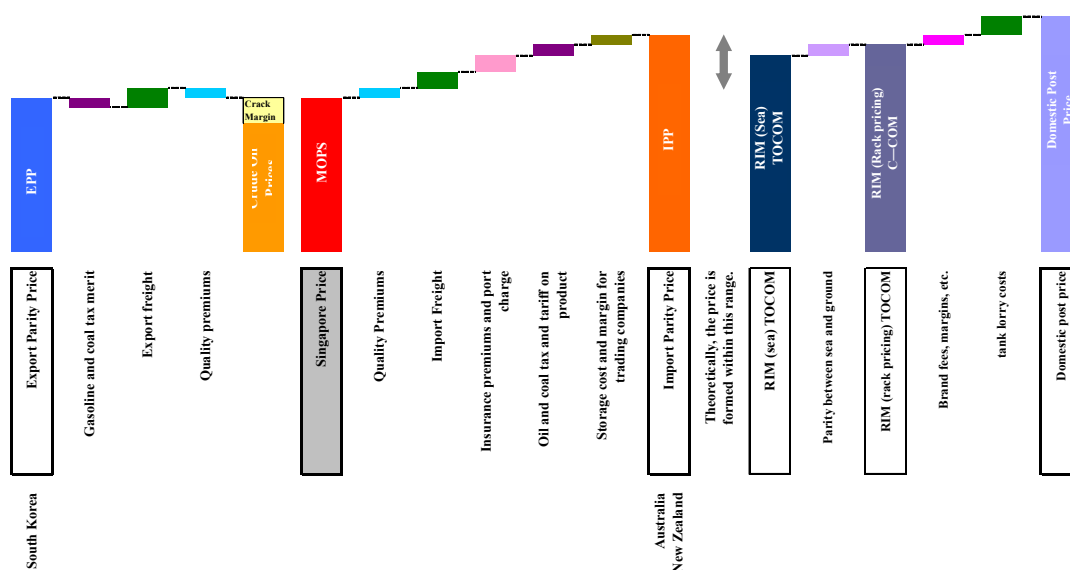 Crack
Margin
EPP
MOPS
IPP
RIM (Sea)
TOCOM
RIM (Rack pricing)
C—COM
Domestic Post
Export Parity Price
Gasoline and coal tax merit
Export freight
Quality premiums
Singapore Price
Quality Premiums
Import Freight
Insurance premiums and port
charge
Oil and coal tax and tariff on
product
Storage cost and margin for
trading companies
Import Parity Price
Theoretically, the price is
formed within this range.
RIM (sea) TOCOM
Parity between sea and ground
RIM (rack pricing) TOCOM
Brand fees, margins, etc.
tank lorry costs
Domestic post price
South Korea
Australia
New Zealand